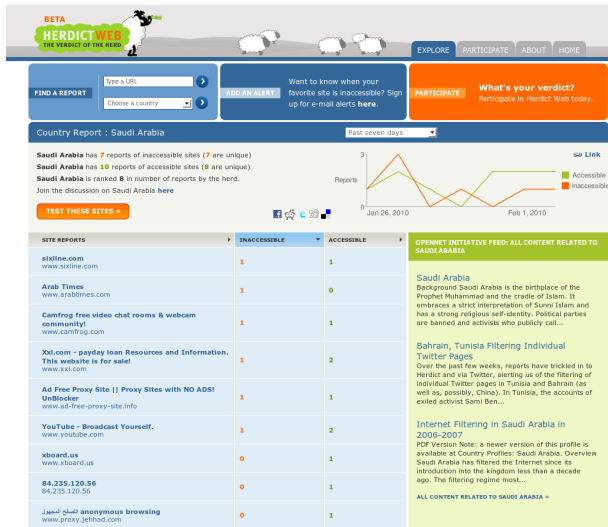 BETA
HERDICTWEB
THE VERDICT OF THE HERD
EXPLORE PARTICIPATE ABOUT HOME
FIND A REPORT
Type a URL
Choose a country
ADD AN ALERT
Want to
know when your
favorite site is inaccessible? Sign
up for e-mail alerts here.
PARTICIPATE
What's your verdict?
Participate in Herdict Web today.
Country Report : Saudi Arabia
Past seven days
Saudi Arabia has 7 reports of inaccessible sites (7 are unique)
Saudi Arabia has 10 reports of accessible sites (8 are unique)
Saudi Arabia is ranked 8 in number of reports by the herd.
Join the discussion on Saudi Arabia here
TEST THESE SITES »
3
Reports
0
Jan 26, 2010
Feb 1, 2010
Link
Accessible
Inaccessible
SITE REPORTS INACCESSIBLE ACCESSIBLE
sixline.com
www.sixline.com
1 1
Arab Times
www.arabtimes.com
1 0
Camfrog free video chat rooms & webcam
community!
www.camfrog.com
1 1
Xxl.com - payday loan Resources and Information.
This website is for sale!
www.xxl.com
1 2
Ad Free Proxy Site || Proxy Sites with NO ADS!
UnBlocker
www.ad-free-proxy-site.info
1 1
YouTube - Broadcast Yourself.
www.youtube.com
1 2
xboard.us
www.xboard.us
0 1
84.235.120.56
84.235.120.56
0 1
التصفح المجهول anonymous browsing
www.proxy.jehhad.com
0 1
OPENNET INITIATIVE FEED: ALL CONTENT RELATED TO
SAUDI ARABIA
Saudi Arabia
Background Saudi Arabia is the birthplace of the
Prophet Muhammad and the cradle of Islam. It
embraces a strict interpretation of Sunni Islam and
has a strong religious self-identity. Political parties
are banned and activists who publicly call...
Bahrain, Tunisia Filtering Individual
Twitter Pages
Over the past few weeks, reports have trickled in to
Herdict and via Twitter, alerting us of the filtering of
individual Twitter pages in Tunisia and Bahrain (as
well as, possibly, China). In Tunisia, the accounts of
exiled activist Sami Ben...
Internet Filtering in Saudi Arabia in
2006-2007
PDF Version Note: a newer version of this profile is
available at Country Profiles: Saudi Arabia. Overview
Saudi Arabia has filtered the Internet since its
introduction into the kingdom less than a decade
ago. The filtering regime most...
ALL CONTENT RELATED TO SAUDI ARABIA »